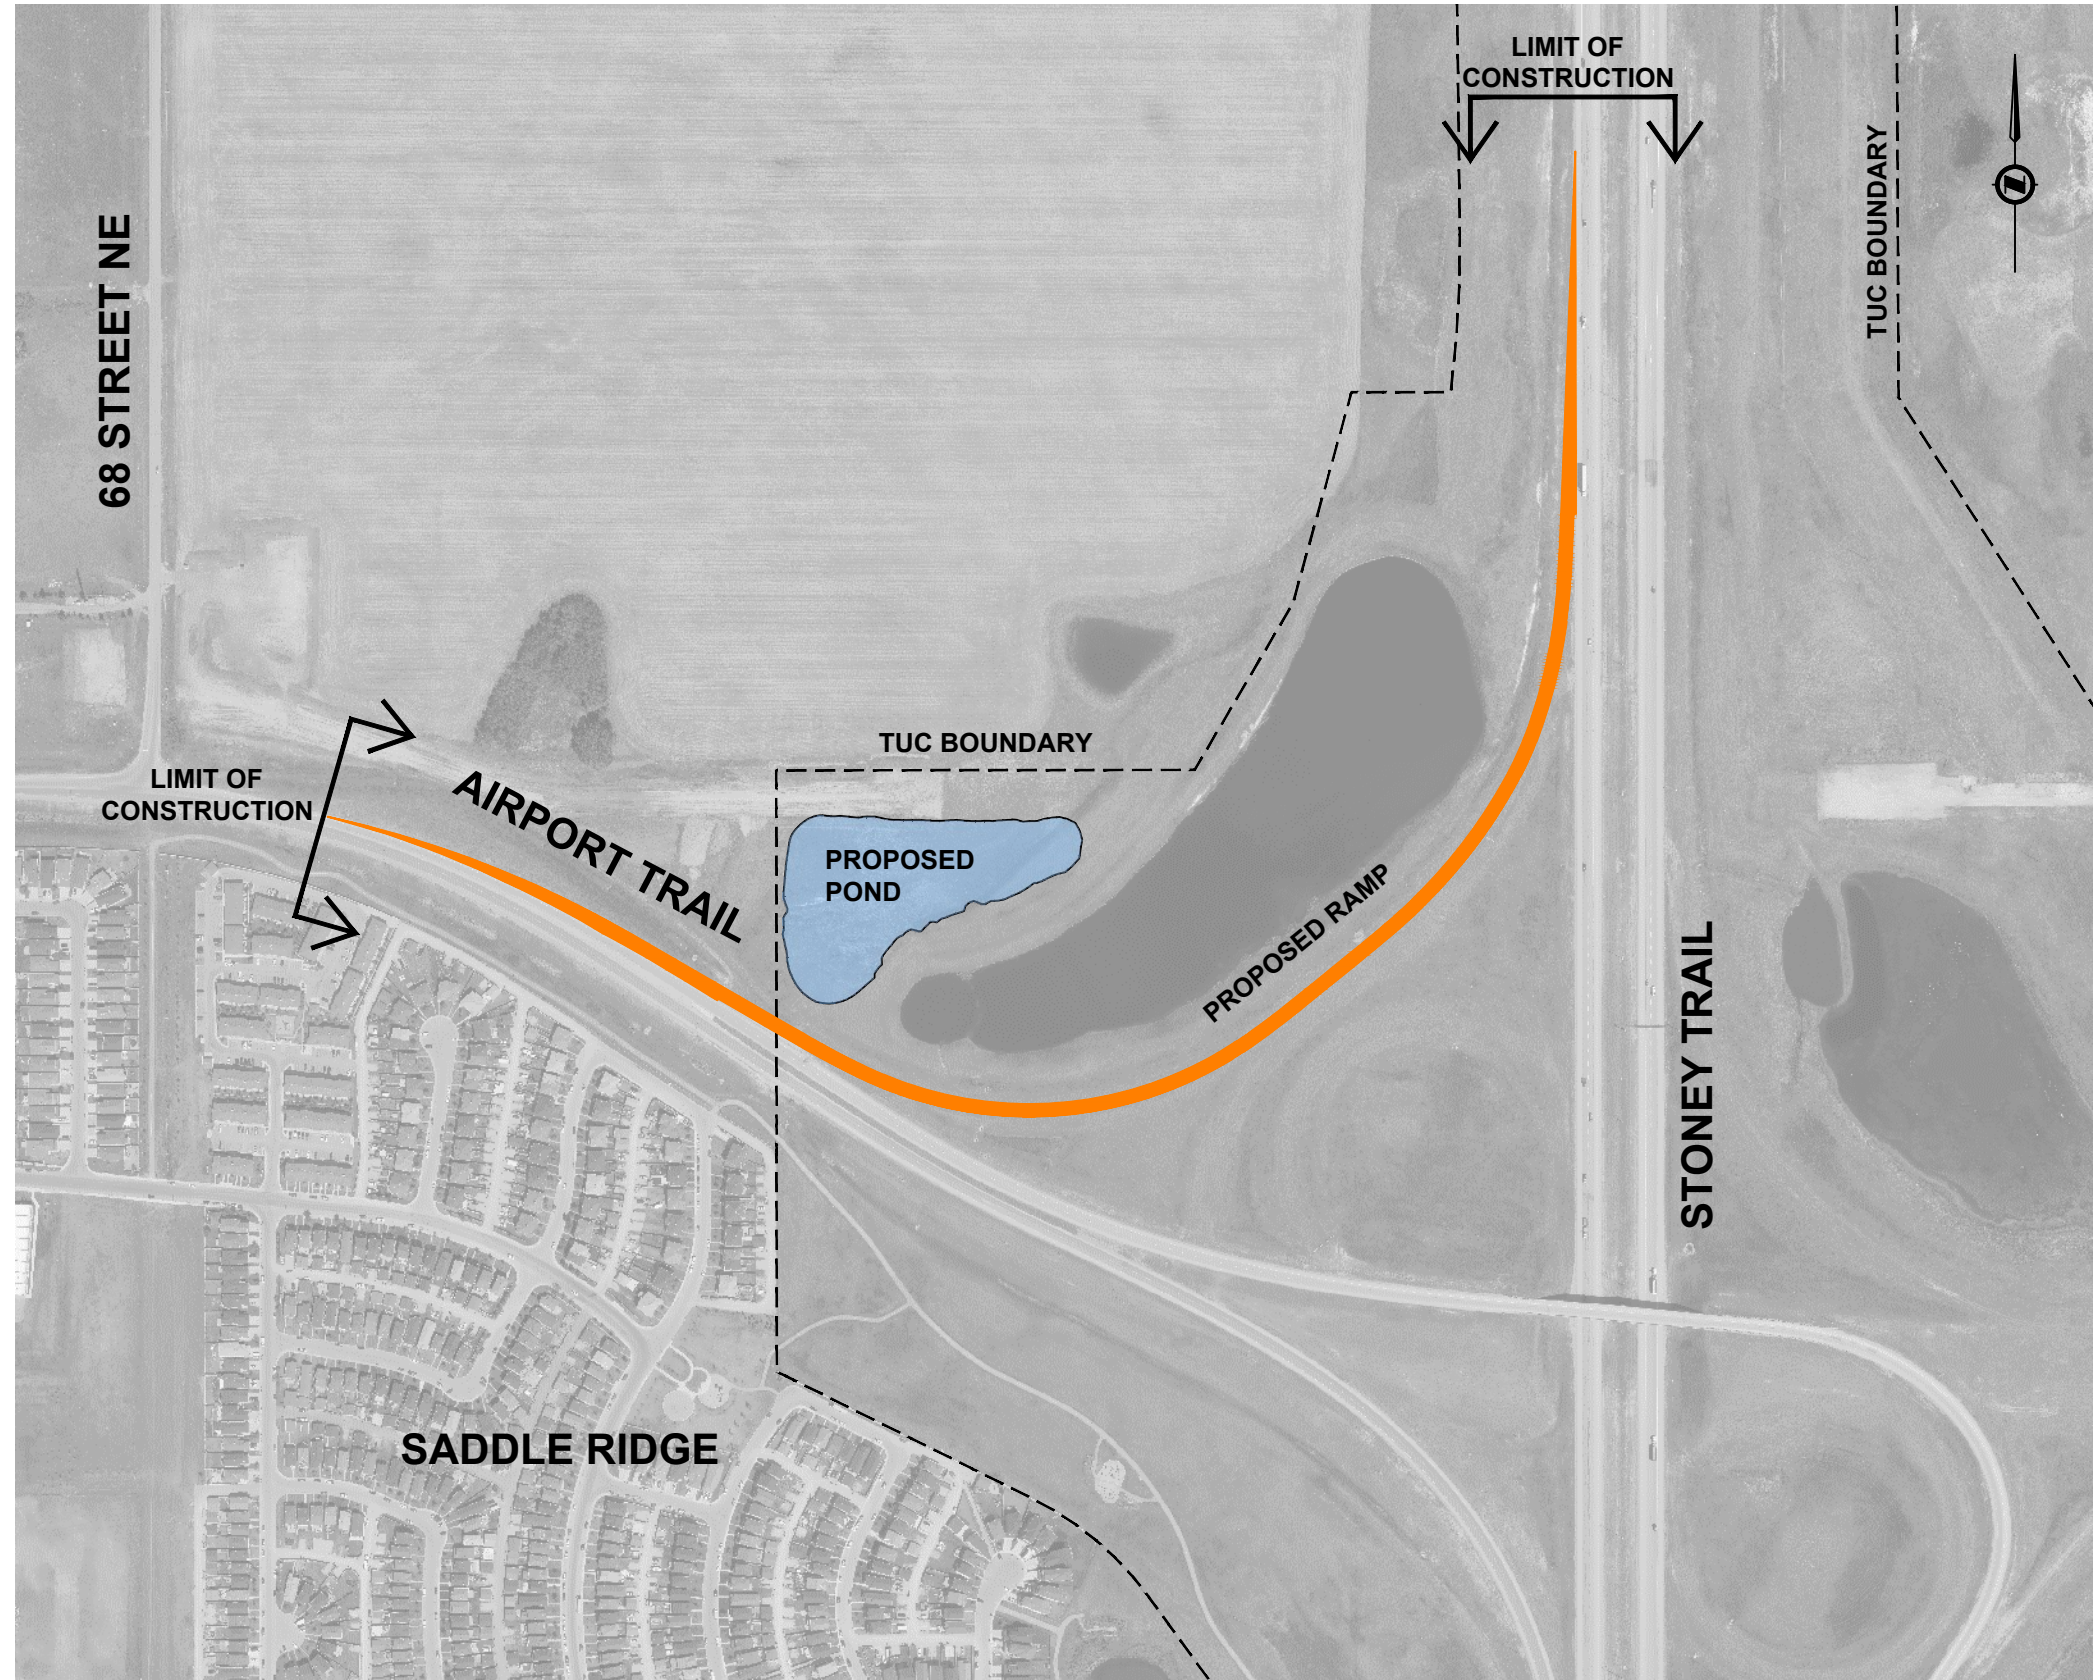 LIMIT OF
CONSTRUCTION
TUC BOUNDARY
68 STREET NE
TUC BOUNDARY
LIMIT OF
CONSTRUCTION
AIRPORT TRAIL
PROPOSED
POND
PROPOSED RAMP
STONEY TRAIL
SADDLE RIDGE